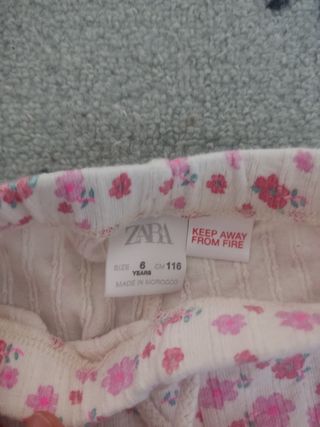 ZARA
SIZE 6 YEARS CM 116
MADE IN MOROCCO
KEEP AWAY
FROM FIRE